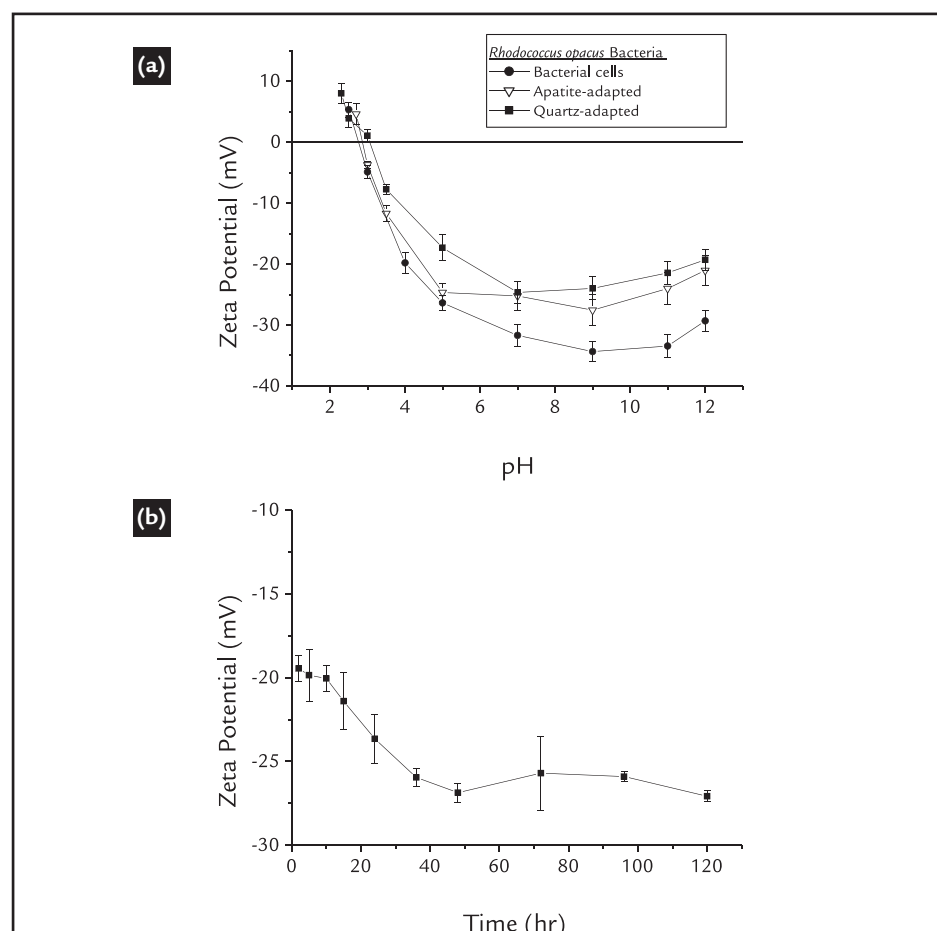 (a)
Rhodococcus opacus Bacteria
Bacterial cells
Apatite-adapted
Quartz-adapted
10
0
-10
-20
-30
-40
Zeta Potential (mV)
2 4 6 8 10 12
pH
(b)
-10
-15
-20
-25
-30
Zeta Potential (mV)
0 20 40 60 80 100 120
Time (hr)